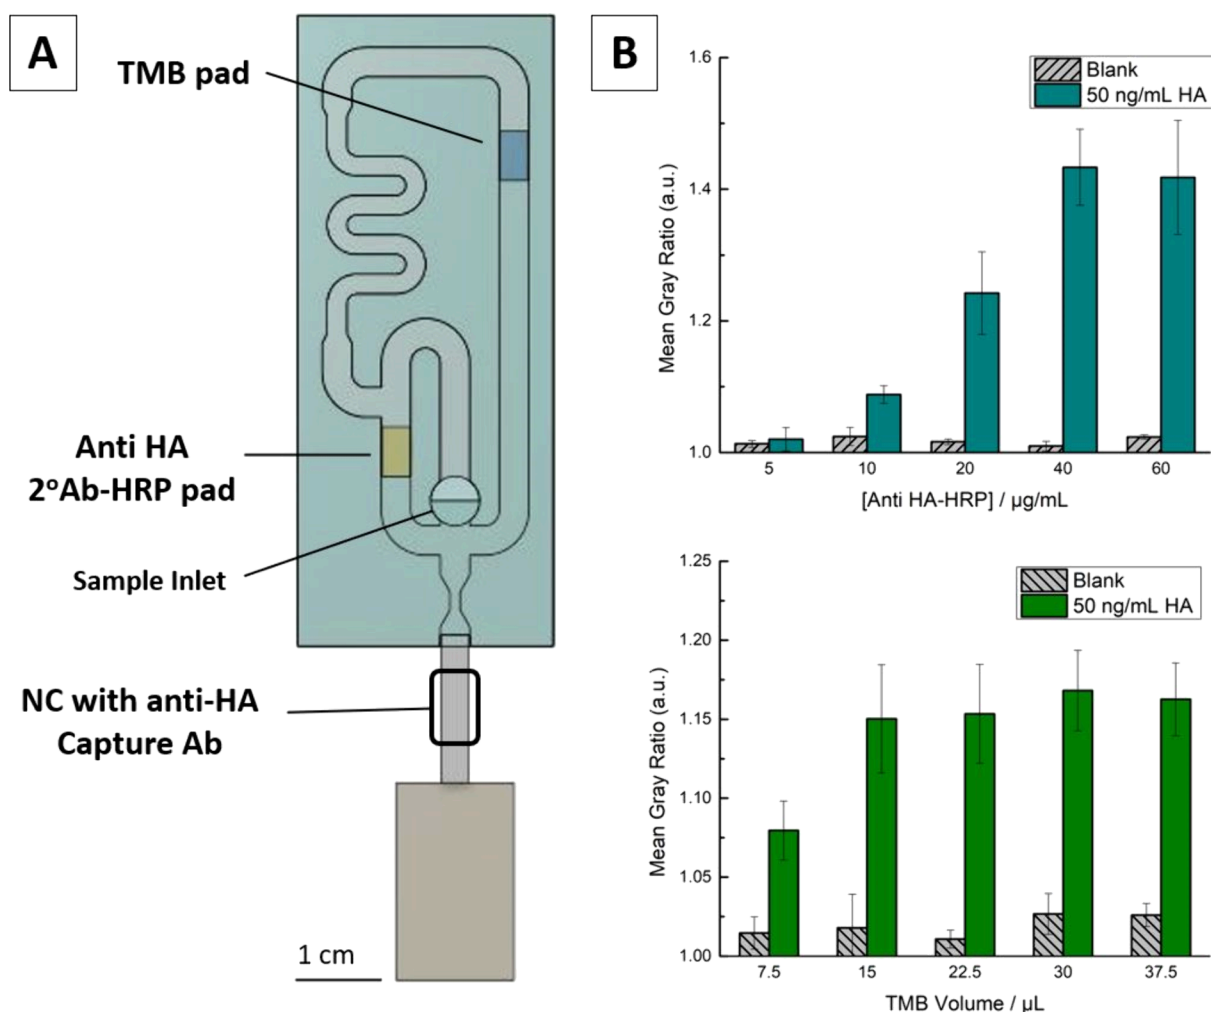 A
TMB pad
Anti HA
2ºAb-HRP pad
Sample Inlet
NC with anti-HA
Capture Ab
1 cm
B
Blank
50 ng/mL HA
Mean Gray Ratio (a.u.)
1.6
1.4
1.2
1.0
5 10 20 40 60
[Anti HA-HRP] / µg/mL
Blank
50 ng/mL HA
Mean Gray Ratio (a.u.)
1.25
1.20
1.15
1.10
1.05
1.00
7.5 15 22.5 30 37.5
TMB Volume / µL